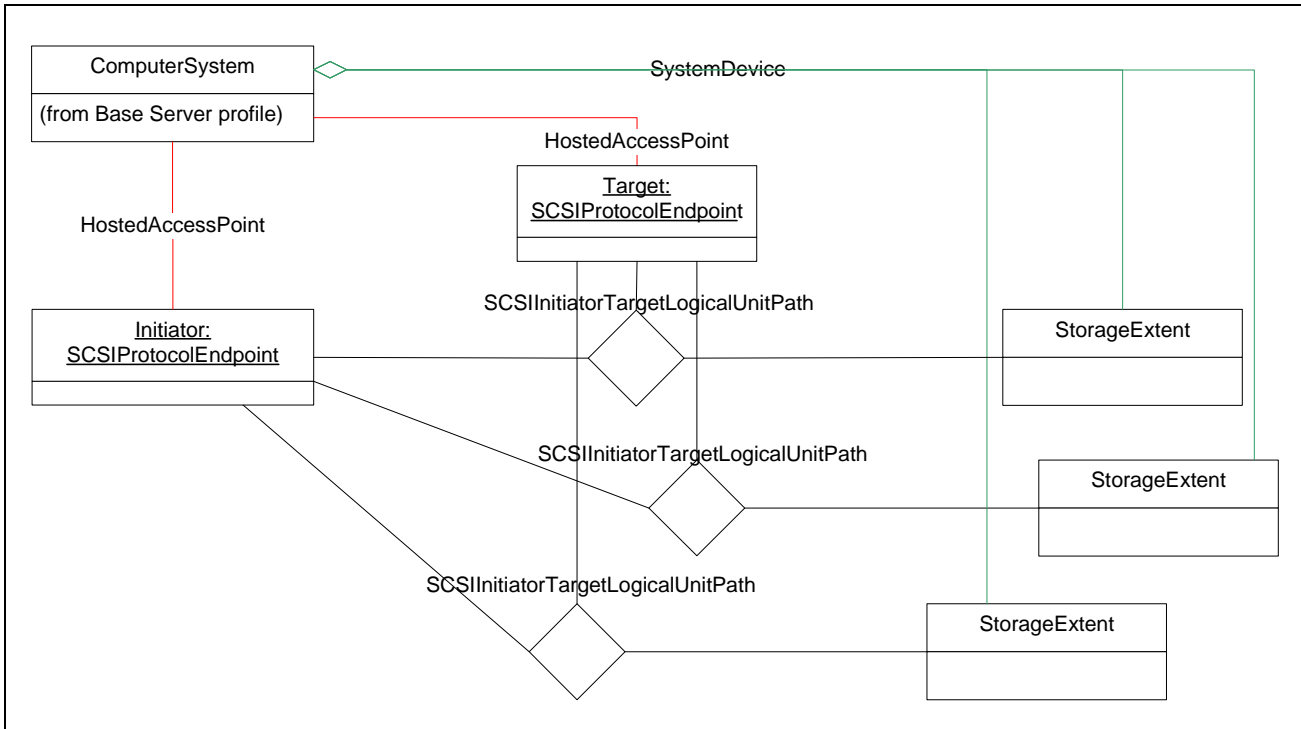 ComputerSystem
(from Base Server profile)
SystemDevice
HostedAccessPoint
Target:
SCSIProtocolEndpoint
HostedAccessPoint
SCSIInitiatorTargetLogicalUnitPath
Initiator:
SCSIProtocolEndpoint
StorageExtent
SCSIInitiatorTargetLogicalUnitPath
StorageExtent
SCSIInitiatorTargetLogicalUnitPath
StorageExtent